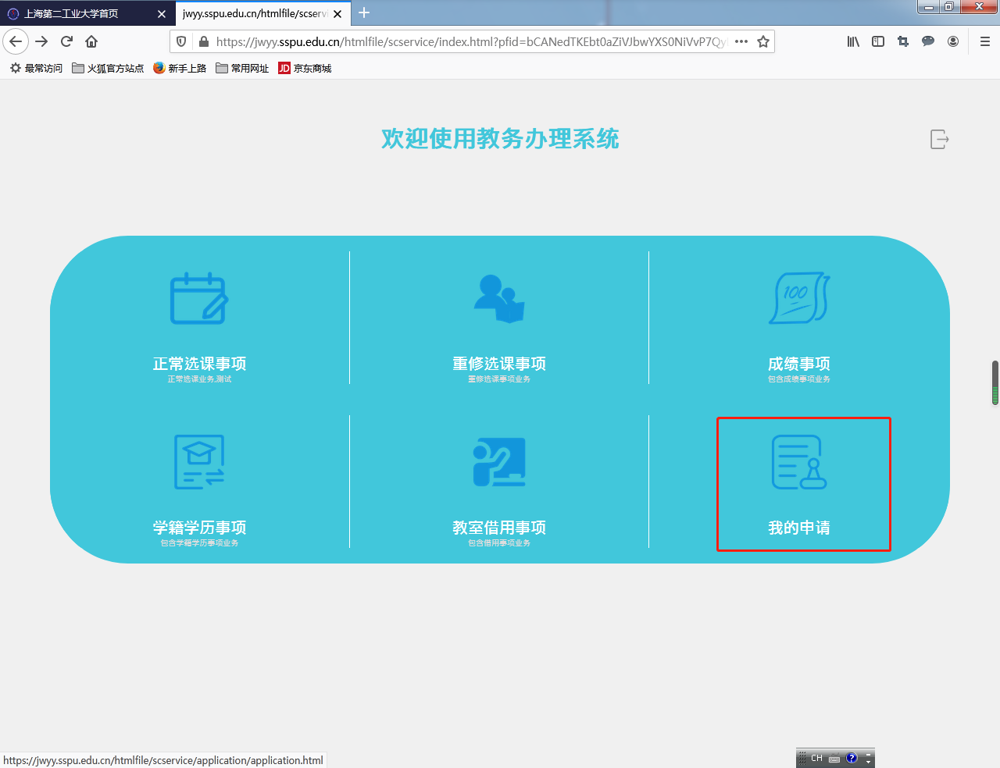 上海第二工业大学首页
jwyy.sspu.edu.cn/htmlfile/scserv
https://jwyy.sspu.edu.cn/htmlfile/scservice/index.html?pfid=bCANedTKEbt0aZiVJbwYXS0NiVvP7Qy
最常访问 火狐官方站点 新手上路 常用网址 JD 京东商城
欢迎使用教务办理系统
100
正常选课事项
正常选课业务,测试
重修选课事项
重修选课事项业务
成绩事项
包含成绩事项业务
学籍学历事项
包含学籍学历事项业务
教室借用事项
包含借用事项业务
我的申请
https://jwyy.sspu.edu.cn/htmlfile/scservice/application/application.html
CH